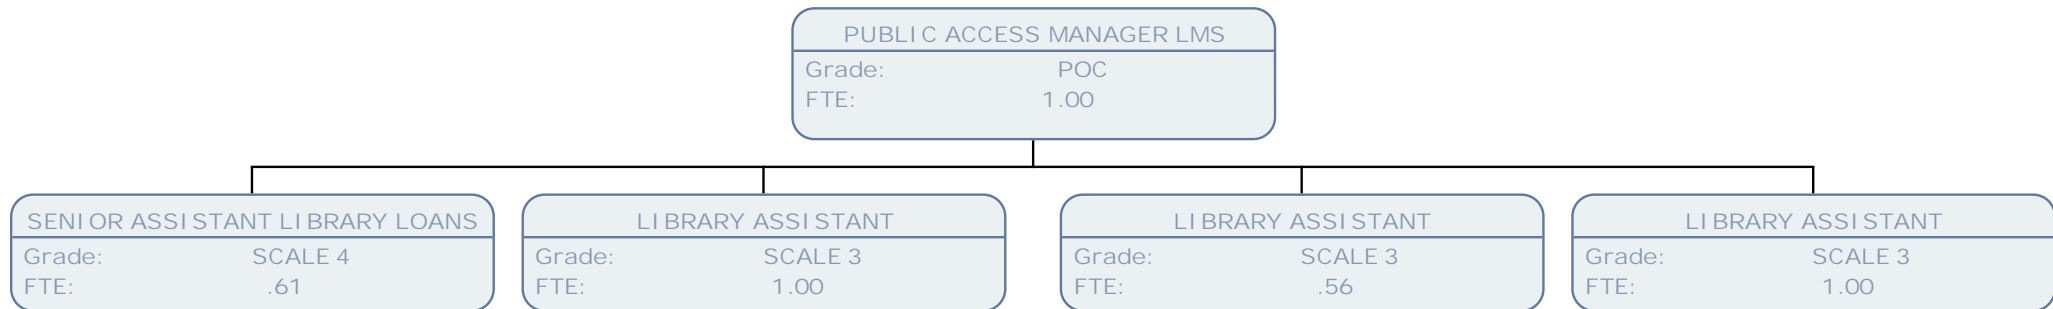 PUBLIC ACCESS MANAGER LMS
Grade: POC
FTE: 1.00
SENIOR ASSISTANT LIBRARY LOANS
Grade: SCALE 4
FTE: .61
LIBRARY ASSISTANT
Grade: SCALE 3
FTE: 1.00
LIBRARY ASSISTANT
Grade: SCALE 3
FTE: .56
LIBRARY ASSISTANT
Grade: SCALE 3
FTE: 1.00